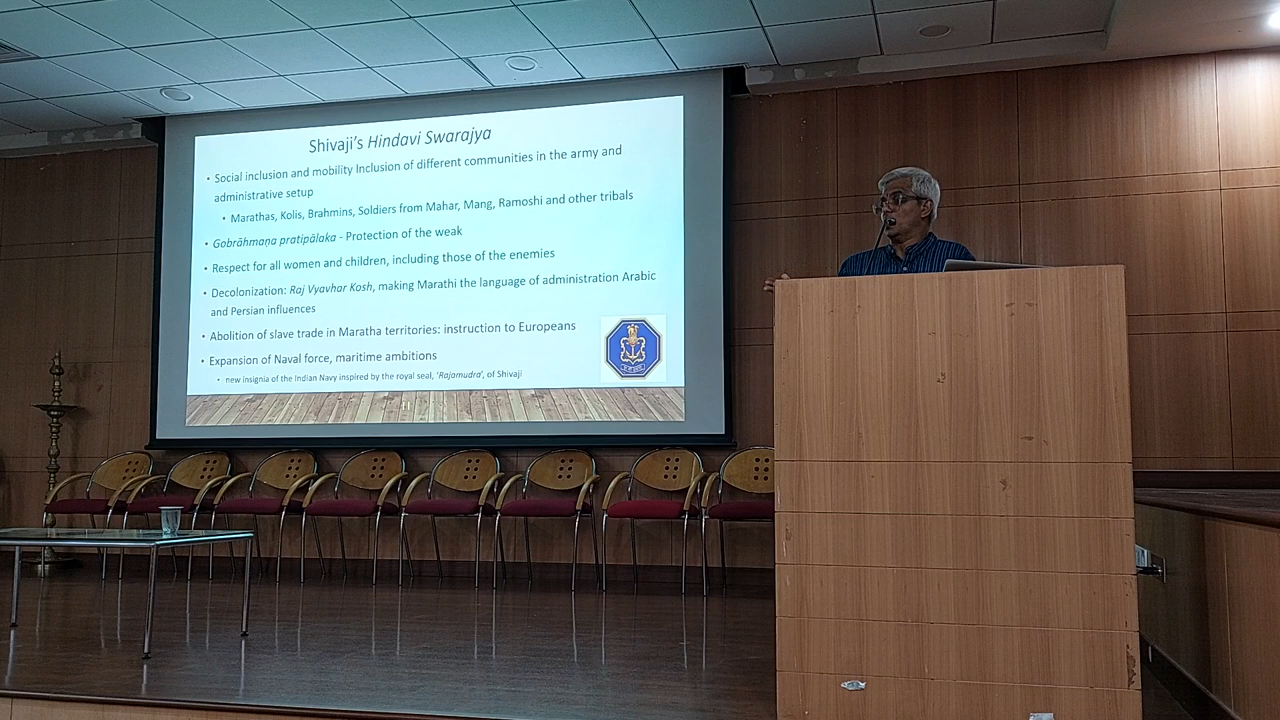 Shivaji's Hindavi Swarajya
• Social inclusion and mobility Inclusion of different communities in the army and
administrative setup
• Marathas, Kolis, Brahmins, Soldiers from Mahar, Mang, Ramoshi and other tribals
• Gobrāhmaṇa pratipālaka - Protection of the weak
• Respect for all women and children, including those of the enemies
• Decolonization: Raj Vyavhar Kosh, making Marathi the language of administration Arabic
and Persian influences
• Abolition of slave trade in Maratha territories: instruction to Europeans
• Expansion of Naval force, maritime ambitions
• new insignia of the Indian Navy inspired by the royal seal, 'Rajamudra', of Shivaji